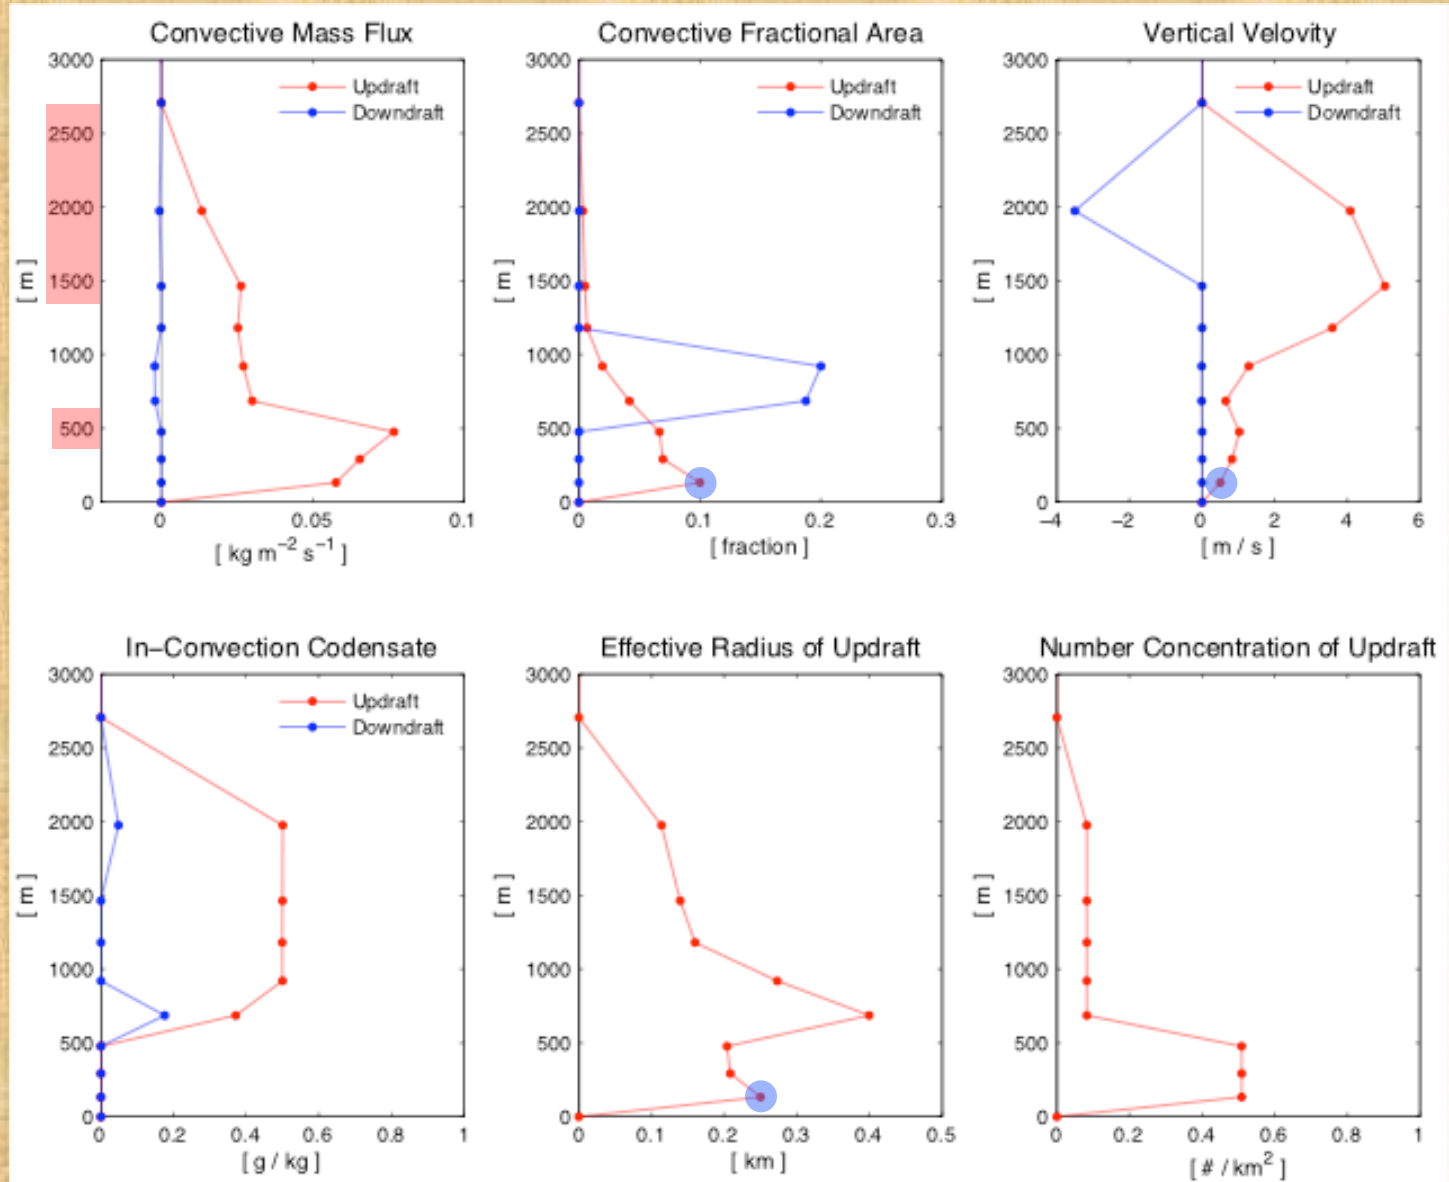 Convective Mass Flux
3000
2500
2000
1500
1000
500
0
[ m ]
Updraft
Downdraft
0 0.05 0.1
[ kg m−2 s−1 ]
Convective Fractional Area
3000
2500
2000
1500
1000
500
0
[ m ]
Updraft
Downdraft
0 0.1 0.2 0.3
[ fraction ]
Vertical Velovity
3000
2500
2000
1500
1000
500
0
[ m ]
Updraft
Downdraft
−4 −2 0 2 4 6
[ m / s ]
In−Convection Codensate
3000
2500
2000
1500
1000
500
0
[ m ]
Updraft
Downdraft
0 0.2 0.4 0.6 0.8 1
[ g / kg ]
Effective Radius of Updraft
3000
2500
2000
1500
1000
500
0
[ m ]
0 0.1 0.2 0.3 0.4 0.5
[ km ]
Number Concentration of Updraft
3000
2500
2000
1500
1000
500
0
[ m ]
0 0.2 0.4 0.6 0.8 1
[ # / km2 ]